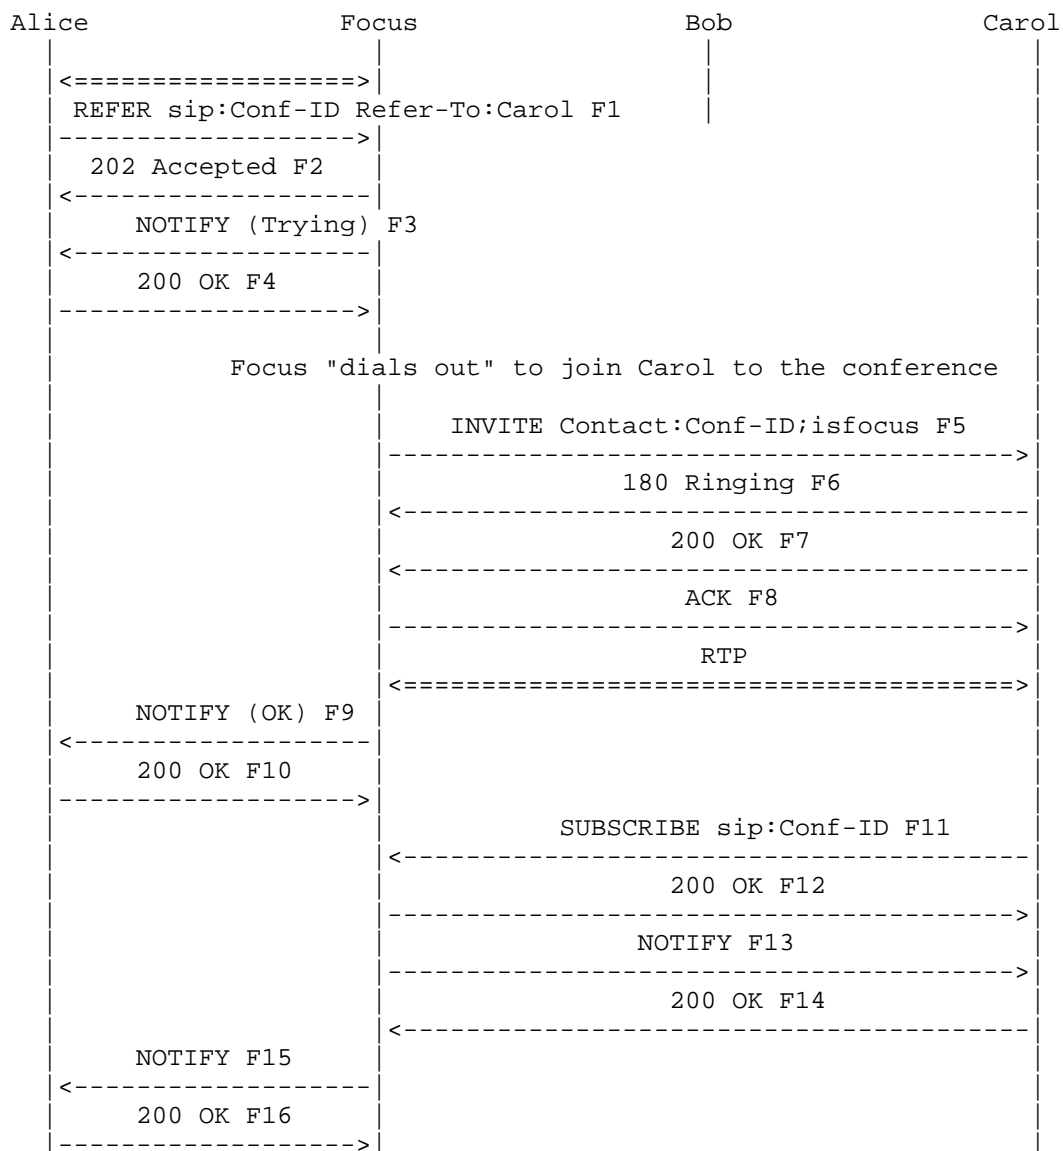 Alice Focus Bob Carol
REFER sip:Conf-ID Refer-To:Carol F1
202 Accepted F2
NOTIFY (Trying) F3
200 OK F4
Focus "dials out" to join Carol to the conference
INVITE Contact:Conf-ID;isfocus F5
180 Ringing F6
200 OK F7
ACK F8
RTP
NOTIFY (OK) F9
200 OK F10
SUBSCRIBE sip:Conf-ID F11
200 OK F12
NOTIFY F13
200 OK F14
NOTIFY F15
200 OK F16